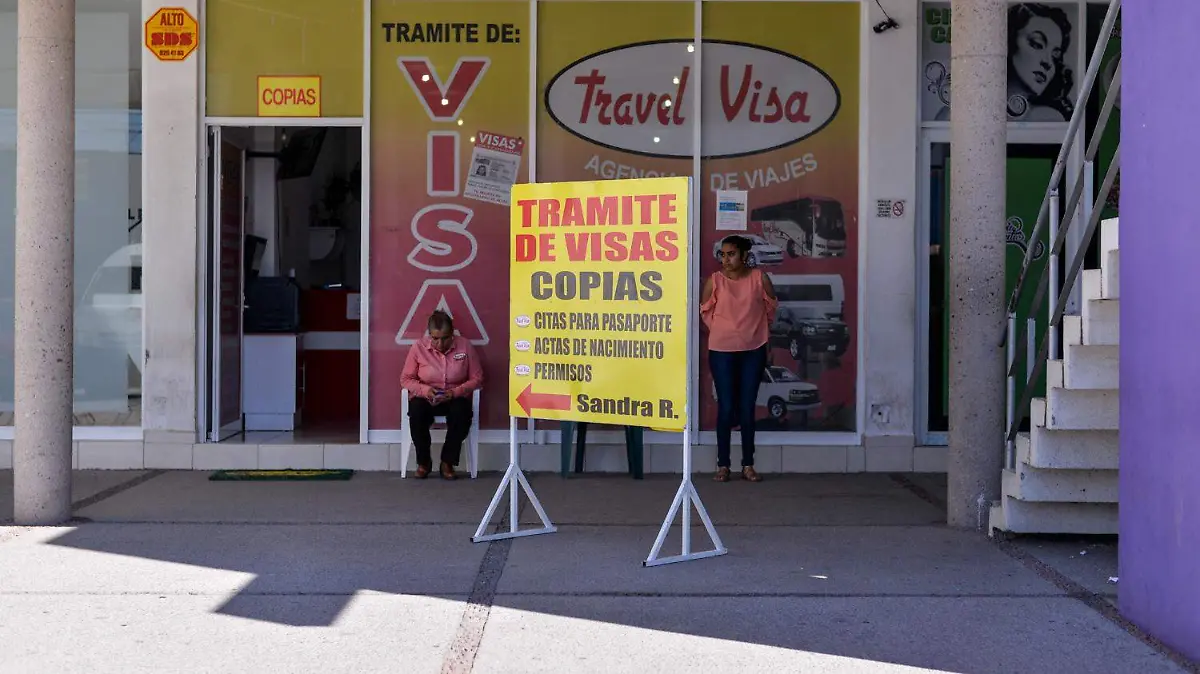 ALTO
SDS
COPIAS
TRAMITE DE:
VISA
VISAS
Travel Visa
AGENCIA DE VIAJES
TRAMITE
DE VISAS
COPIAS
CITAS PARA PASAPORTE
ACTAS DE NACIMIENTO
PERMISOS
Sandra R.